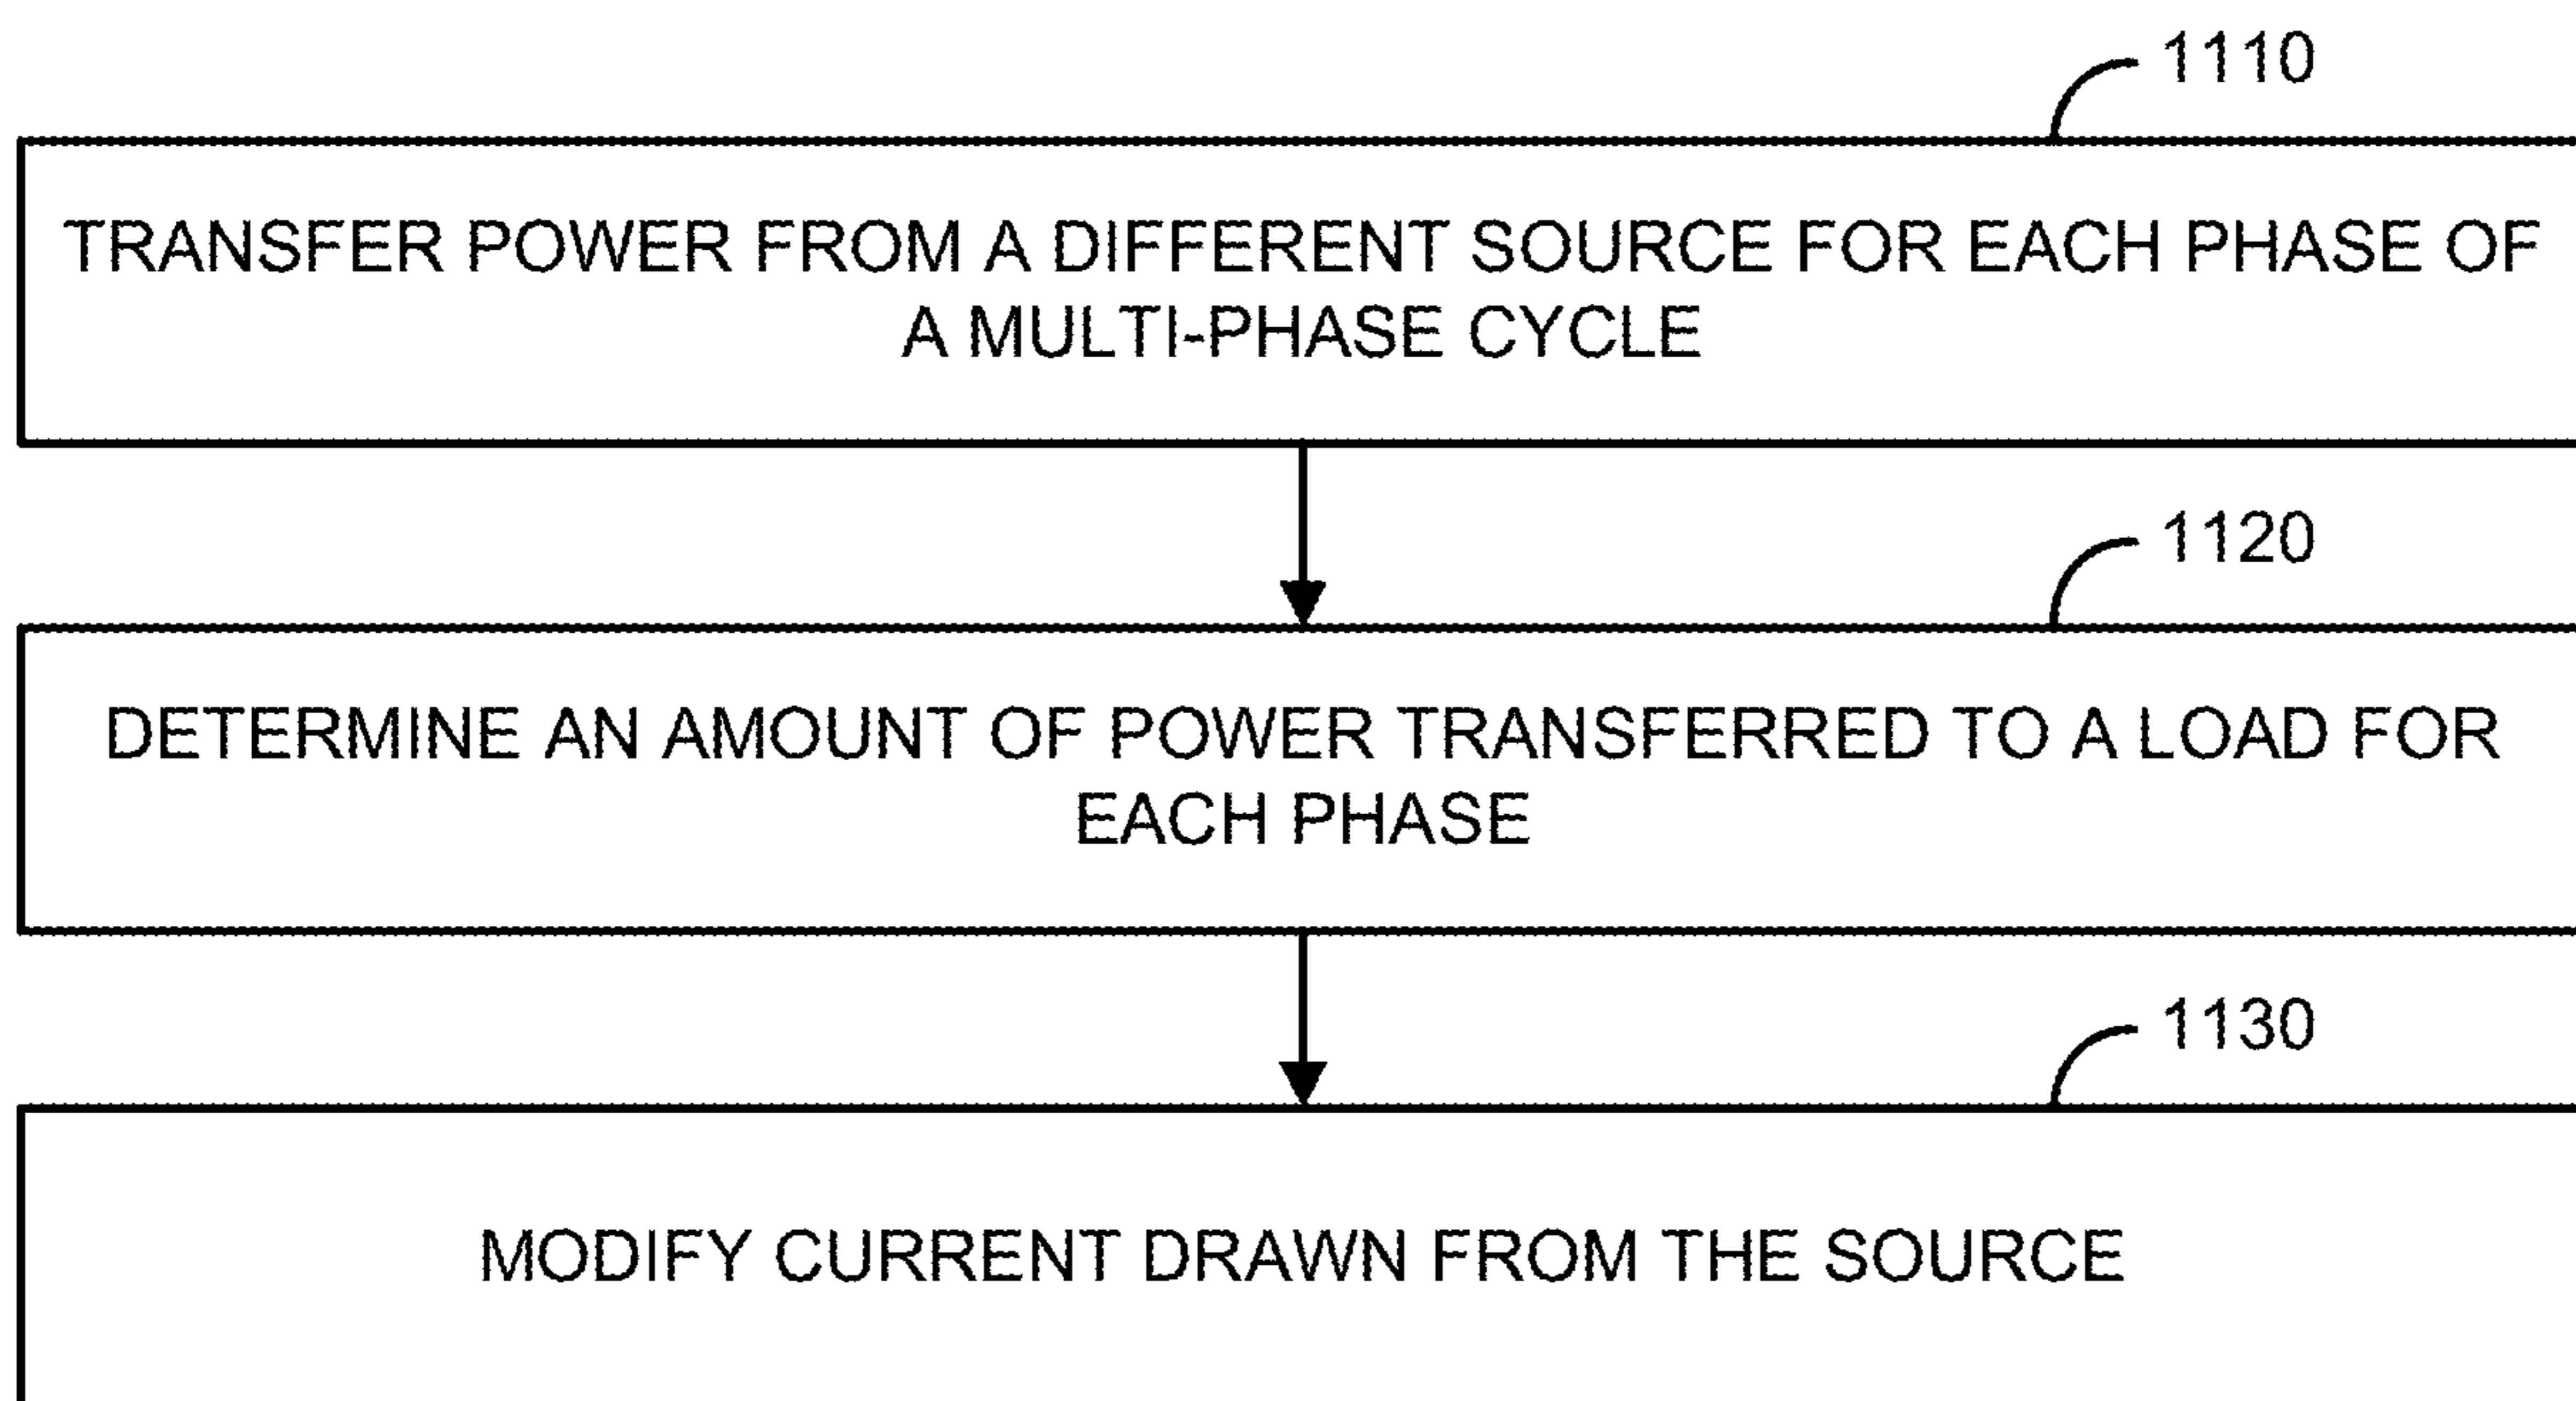 1110
TRANSFER POWER FROM A DIFFERENT SOURCE FOR EACH PHASE OF
A MULTI-PHASE CYCLE
1120
DETERMINE AN AMOUNT OF POWER TRANSFERRED TO A LOAD FOR
EACH PHASE
1130
MODIFY CURRENT DRAWN FROM THE SOURCE